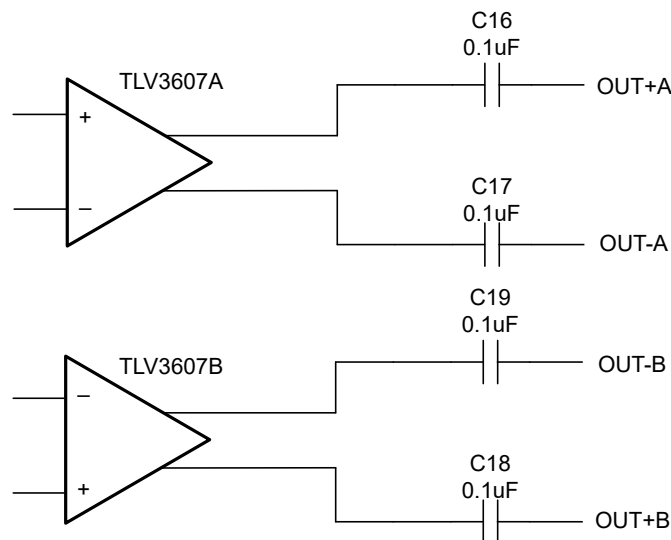 C16
0.1uF
TLV3607A
OUT+A
+
C17
0.1uF
−
OUT-A
C19
0.1uF
TLV3607B
OUT-B
−
C18
0.1uF
+
OUT+B